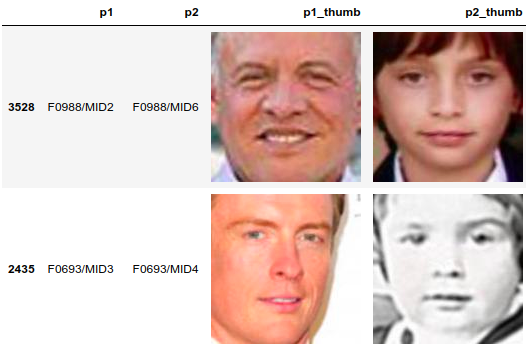 p1 p2 p1_thumb p2_thumb
3528 F0988/MID2 F0988/MID6
2435 F0693/MID3 F0693/MID4